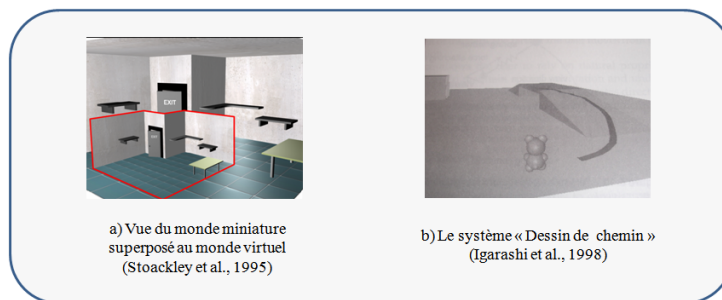 EXIT
a) Vue du monde miniature
superposé au monde virtuel
(Stoackley et al., 1995)
b) Le système « Dessin de chemin »
(Igarashi et al., 1998)